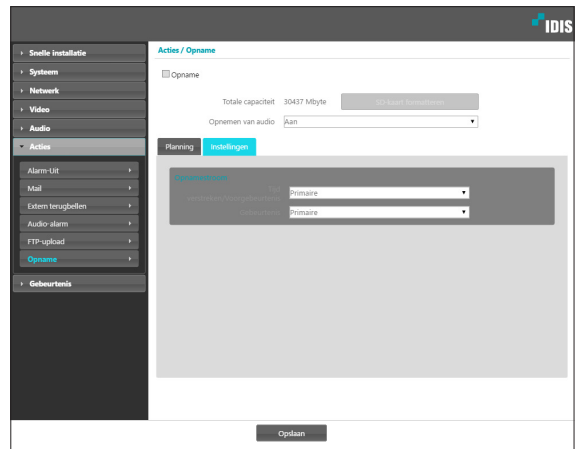 IDIS
Snelle installatie
Systeem
Netwerk
Video
Audio
Acties
Alarm-Uit
Mail
Extern terugbellen
Audio-alarm
FTP-upload
Opname
Gebeurtenis
Acties / Opname
Opname
Totale capaciteit 30437 Mbyte SD-kaart formatteren
Opnemen van audio Aan
Planning Instellingen
Primaire
Primaire
Opslaan